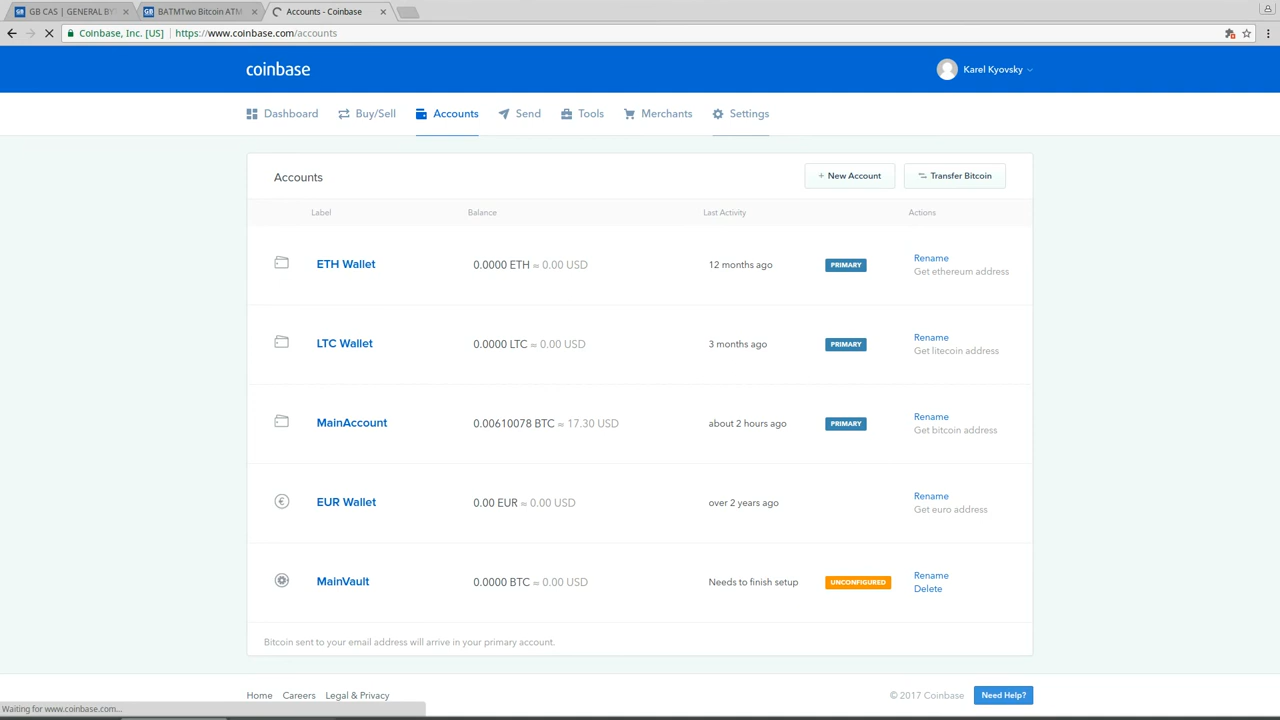 GB CAS | GENERAL BYT
BATMTwo Bitcoin ATM
Accounts - Coinbase
Coinbase, Inc. [US]
https://www.coinbase.com/accounts
coinbase
Karel Kyovsky
Dashboard
Buy/Sell
Accounts
Send
Tools
Merchants
Settings
Accounts
+ New Account
Transfer Bitcoin
Label
Balance
Last Activity
Actions
ETH Wallet
0.0000 ETH ≈ 0.00 USD
12 months ago
PRIMARY
Rename
Get ethereum address
LTC Wallet
0.0000 LTC ≈ 0.00 USD
3 months ago
PRIMARY
Rename
Get litecoin address
MainAccount
0.00610078 BTC ≈ 17.30 USD
about 2 hours ago
PRIMARY
Rename
Get bitcoin address
EUR Wallet
0.00 EUR ≈ 0.00 USD
over 2 years ago
Rename
Get euro address
MainVault
0.0000 BTC ≈ 0.00 USD
Needs to finish setup
UNCONFIGURED
Rename
Delete
Bitcoin sent to your email address will arrive in your primary account.
Home
Careers
Legal & Privacy
© 2017 Coinbase
Need Help?
Waiting for www.coinbase.com...